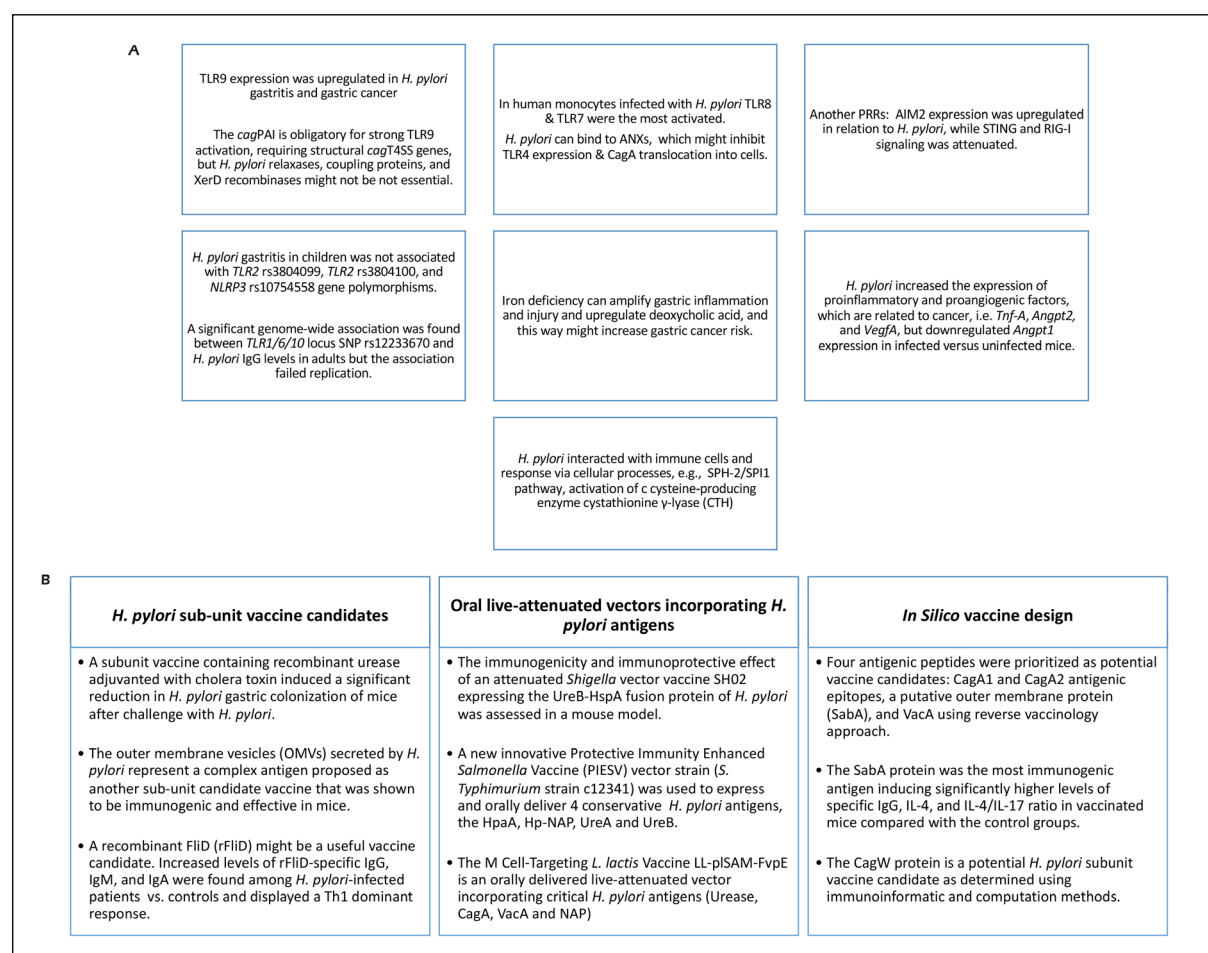 A
TLR9 expression was upregulated in H. pylori
gastritis and gastric cancer
The cagPAI is obligatory for strong TLR9
activation, requiring structural cagT4SS genes,
but H. pylori relaxases, coupling proteins, and
XerD recombinases might not be not essential.
In human monocytes infected with H. pylori TLR8
& TLR7 were the most activated.
H. pylori can bind to ANXs, which might inhibit
TLR4 expression & CagA translocation into cells.
Another PRRs: AIM2 expression was upregulated
in relation to H. pylori, while STING and RIG-I
signaling was attenuated.
H. pylori gastritis in children was not associated
with TLR2 rs3804099, TLR2 rs3804100, and
NLRP3 rs10754558 gene polymorphisms.
A significant genome-wide association was found
between TLR1/6/10 locus SNP rs12233670 and
H. pylori IgG levels in adults but the association
failed replication.
Iron deficiency can amplify gastric inflammation
and injury and upregulate deoxycholic acid, and
this way might increase gastric cancer risk.
H. pylori increased the expression of
proinflammatory and proangiogenic factors,
which are related to cancer, i.e. Tnf-A, Angpt2,
and VegfA, but downregulated Angpt1
expression in infected versus uninfected mice.
H. pylori interacted with immune cells and
response via cellular processes, e.g., SPH-2/SPI1
pathway, activation of c cysteine-producing
enzyme cystathionine γ-lyase (CTH)
B
H. pylori sub-unit vaccine candidates
• A subunit vaccine containing recombinant urease
adjuvanted with cholera toxin induced a significant
reduction in H. pylori gastric colonization of mice
after challenge with H. pylori.
• The outer membrane vesicles (OMVs) secreted by H.
pylori represent a complex antigen proposed as
another sub-unit candidate vaccine that was shown
to be immunogenic and effective in mice.
• A recombinant FliD (rFliD) might be a useful vaccine
candidate. Increased levels of rFliD-specific IgG,
IgM, and IgA were found among H. pylori-infected
patients vs. controls and displayed a Th1 dominant
response.
Oral live-attenuated vectors incorporating H.
pylori antigens
• The immunogenicity and immunoprotective effect
of an attenuated Shigella vector vaccine SH02
expressing the UreB-HspA fusion protein of H. pylori
was assessed in a mouse model.
• A new innovative Protective Immunity Enhanced
Salmonella Vaccine (PIESV) vector strain (S.
Typhimurium strain c12341) was used to express
and orally deliver 4 conservative H. pylori antigens,
the HpaA, Hp-NAP, UreA and UreB.
• The M Cell-Targeting L. lactis Vaccine LL-plSAM-FvpE
is an orally delivered live-attenuated vector
incorporating critical H. pylori antigens (Urease,
CagA, VacA and NAP)
In Silico vaccine design
• Four antigenic peptides were prioritized as potential
vaccine candidates: CagA1 and CagA2 antigenic
epitopes, a putative outer membrane protein
(SabA), and VacA using reverse vaccinology
approach.
• The SabA protein was the most immunogenic
antigen inducing significantly higher levels of
specific IgG, IL-4, and IL-4/IL-17 ratio in vaccinated
mice compared with the control groups.
• The CagW protein is a potential H. pylori subunit
vaccine candidate as determined using
immunoinformatic and computation methods.